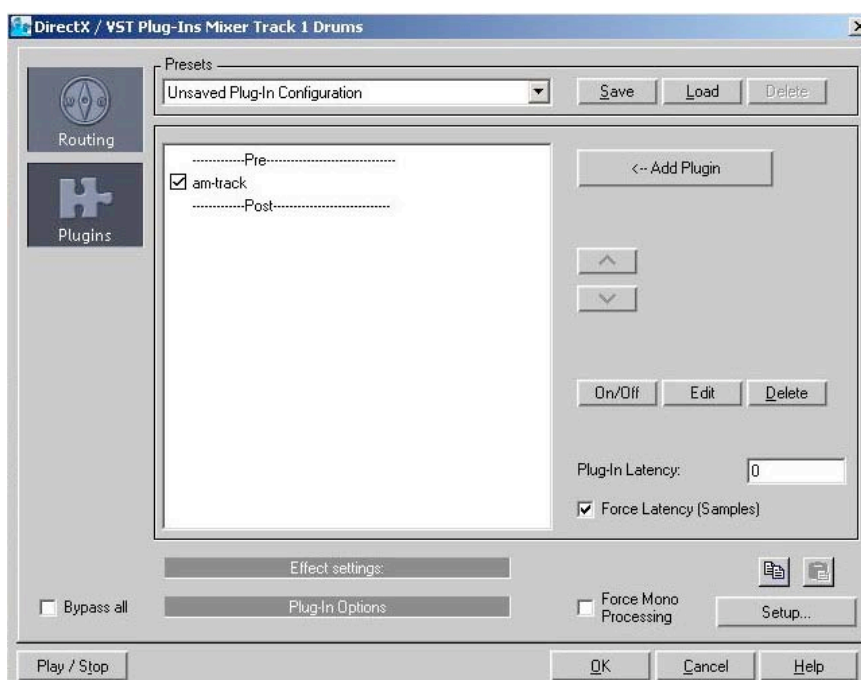 DirectX / VST Plug-Ins Mixer Track 1 Drums
Routing
Plugins
Presets
Unsaved Plug-In Configuration
Save
Load
Delete
------------Pre------------------------------
am-track
------------Post---------------------------
<-- Add Plugin
On/Off
Edit
Delete
Plug-In Latency:
0
Force Latency (Samples)
Effect settings:
Bypass all
Plug-In Options
Force Mono
Processing
Setup...
Play / Stop
OK
Cancel
Help